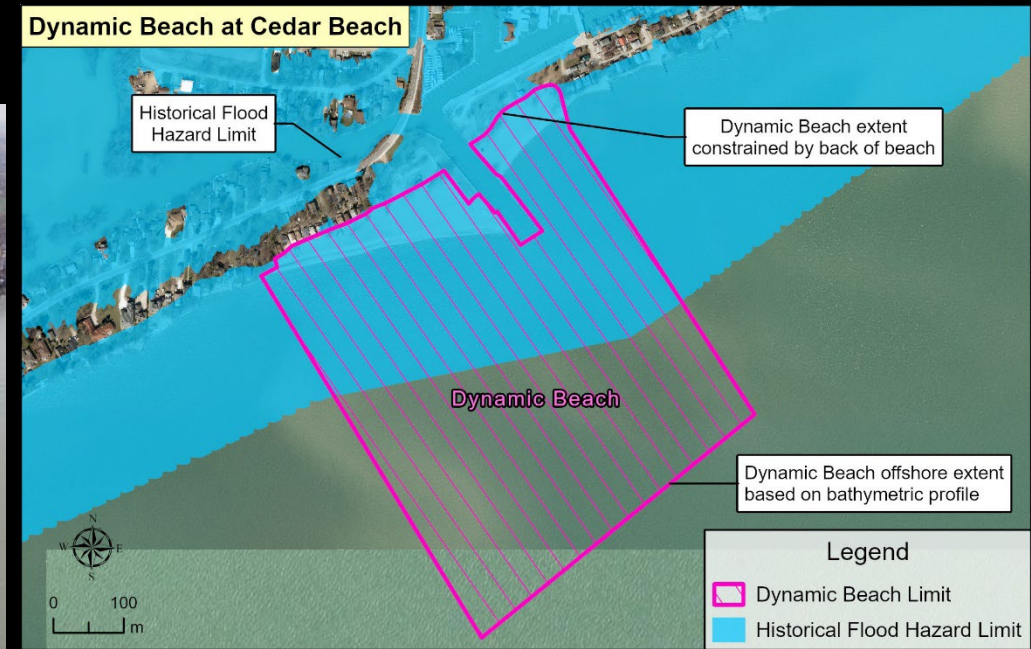 Dynamic Beach at Cedar Beach
Historical Flood
Hazard Limit
Dynamic Beach extent
constrained by back of beach
Dynamic Beach
Dynamic Beach offshore extent
based on bathymetric profile
N
W E
S
0 100
m
Legend
Dynamic Beach Limit
Historical Flood Hazard Limit